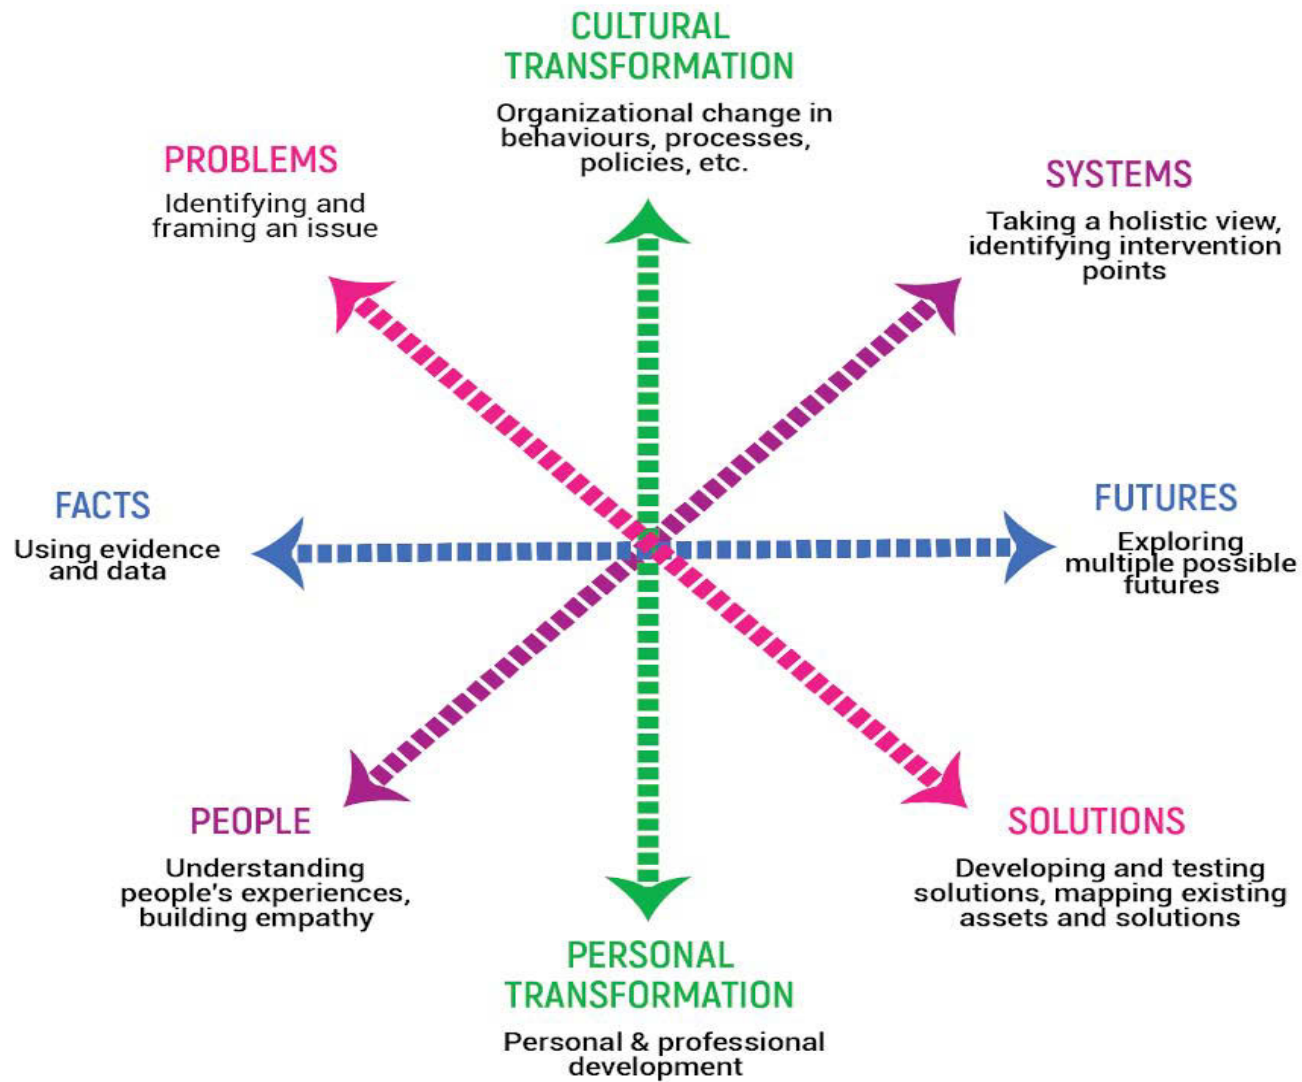 CULTURAL
TRANSFORMATION
Organizational change in
behaviours, processes,
policies, etc.
PROBLEMS
Identifying and
framing an issue
SYSTEMS
Taking a holistic view,
identifying intervention
points
FACTS
Using evidence
and data
FUTURES
Exploring
multiple possible
futures
PEOPLE
Understanding
people's experiences,
building empathy
SOLUTIONS
Developing and testing
solutions, mapping existing
assets and solutions
PERSONAL
TRANSFORMATION
Personal & professional
development